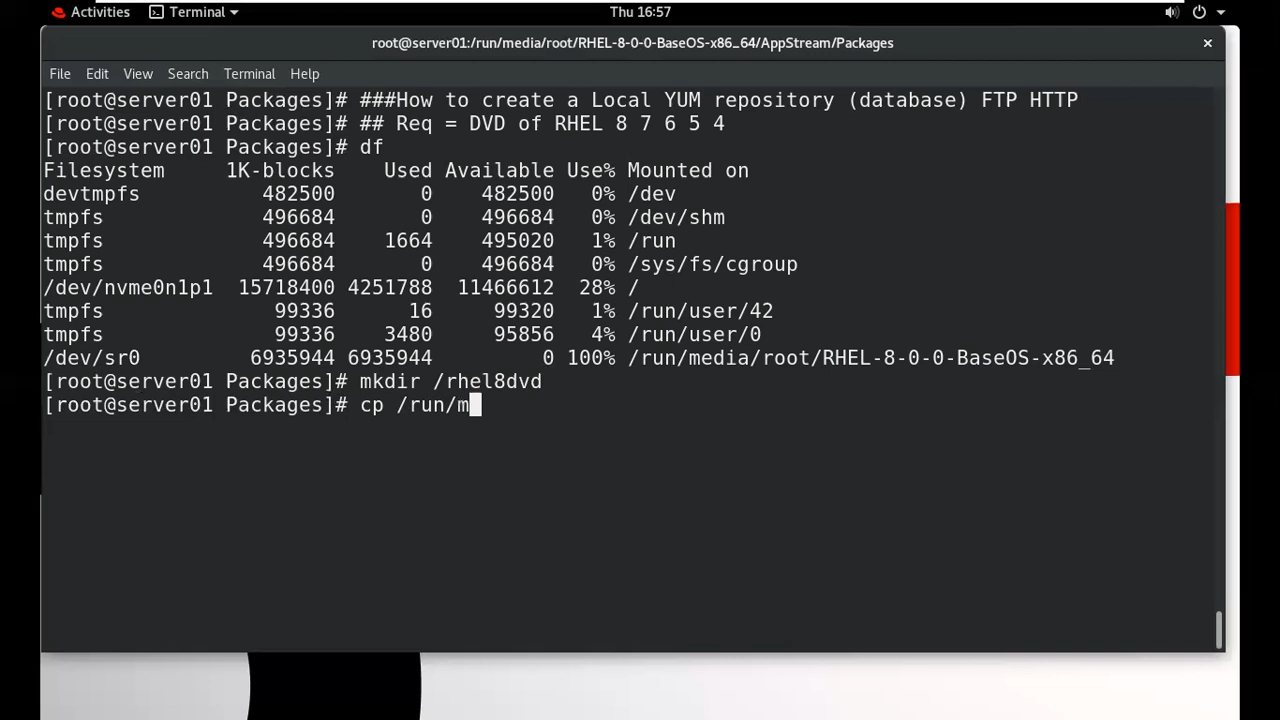 Activities Terminal Thu 16:57
root@server01:/run/media/root/RHEL-8-0-0-BaseOS-x86_64/AppStream/Packages
File Edit View Search Terminal Help
[root@server01 Packages]# ###How to create a Local YUM repository (database) FTP HTTP
[root@server01 Packages]# ## Req = DVD of RHEL 8 7 6 5 4
[root@server01 Packages]# df
Filesystem 1K-blocks Used Available Use% Mounted on
devtmpfs 482500 0 482500 0% /dev
tmpfs 496684 0 496684 0% /dev/shm
tmpfs 496684 1664 495020 1% /run
tmpfs 496684 0 496684 0% /sys/fs/cgroup
/dev/nvme0n1p1 15718400 4251788 11466612 28% /
tmpfs 99336 16 99320 1% /run/user/42
tmpfs 99336 3480 95856 4% /run/user/0
/dev/sr0 6935944 6935944 0 100% /run/media/root/RHEL-8-0-0-BaseOS-x86_64
[root@server01 Packages]# mkdir /rhel8dvd
[root@server01 Packages]# cp /run/m